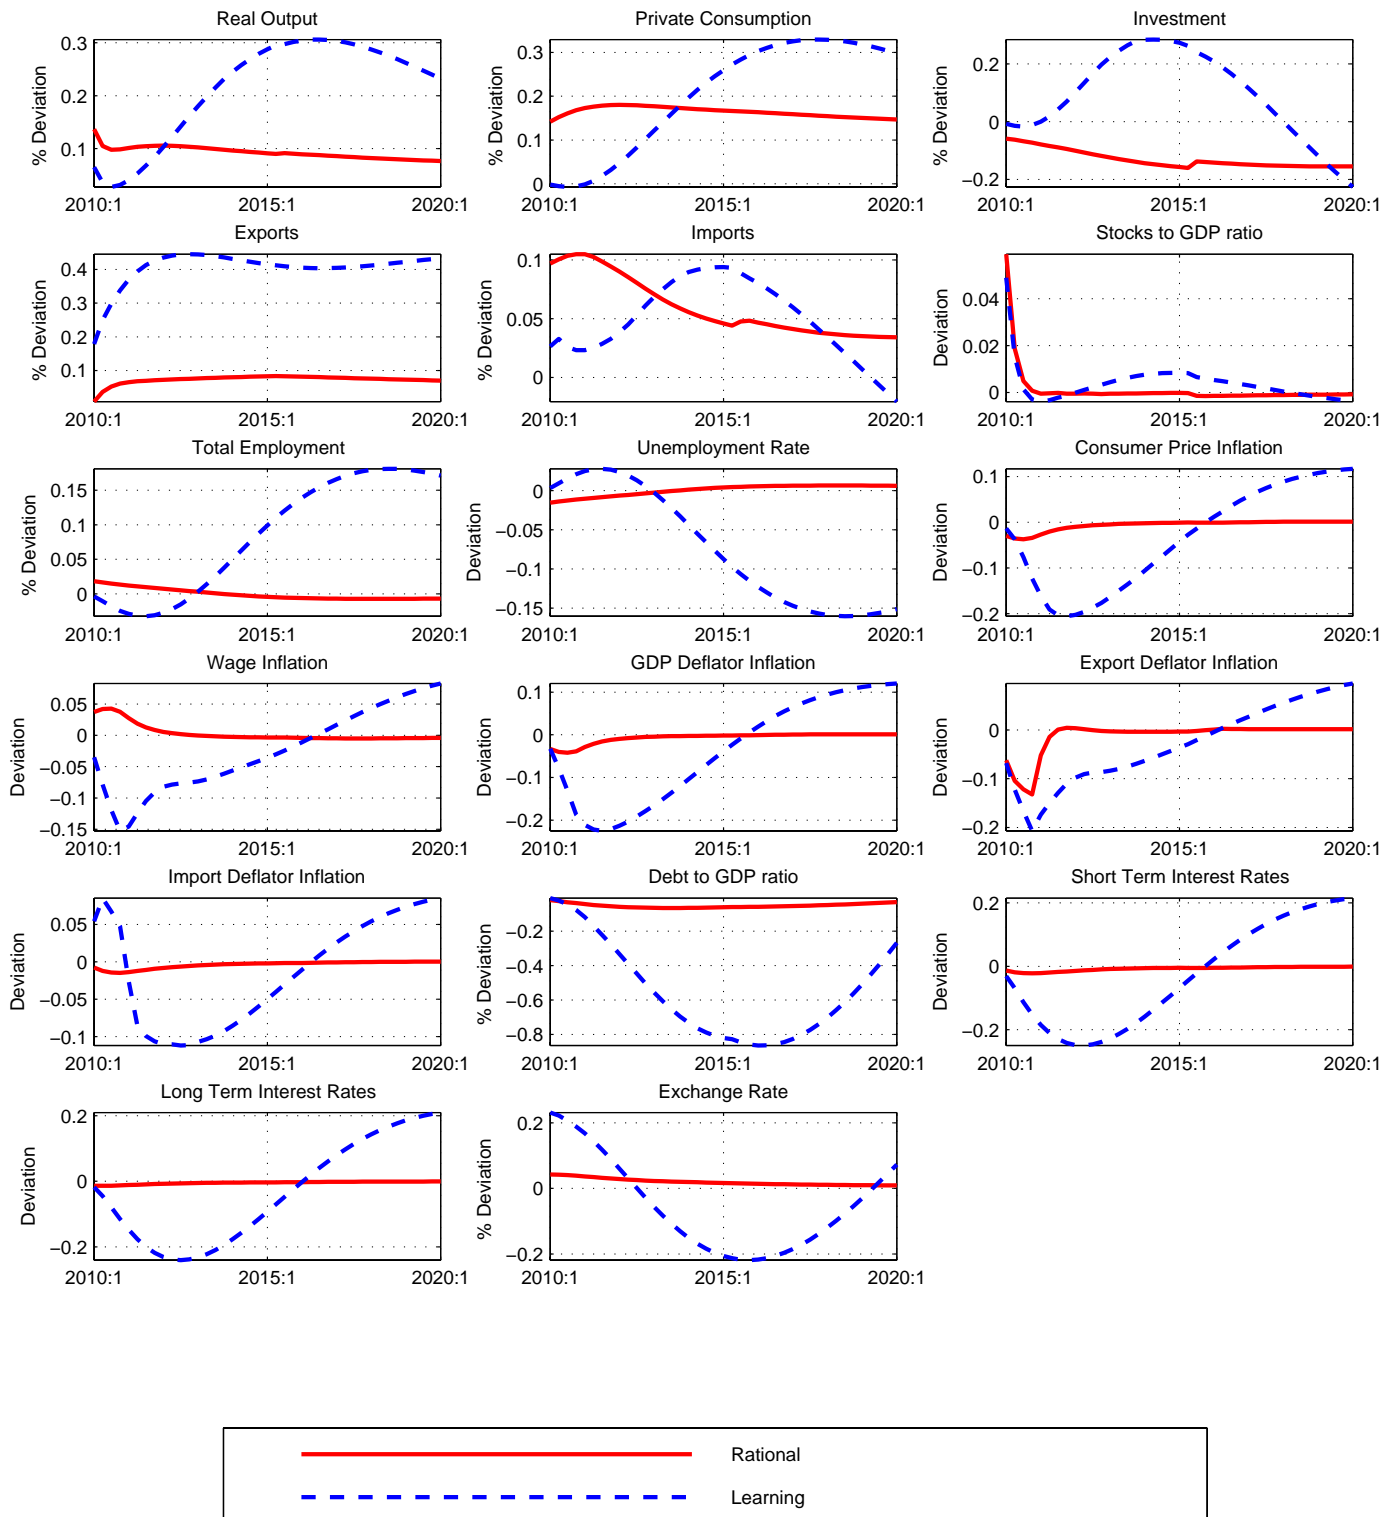 Real Output
% Deviation
0.3
0.2
0.1
2010:1 2015:1 2020:1
Private Consumption
% Deviation
0.3
0.2
0.1
0
2010:1 2015:1 2020:1
Investment
% Deviation
0.2
0
−0.2
2010:1 2015:1 2020:1
Exports
% Deviation
0.4
0.3
0.2
0.1
2010:1 2015:1 2020:1
Imports
% Deviation
0.1
0.05
0
2010:1 2015:1 2020:1
Stocks to GDP ratio
Deviation
0.04
0.02
0
2010:1 2015:1 2020:1
Total Employment
% Deviation
0.15
0.1
0.05
0
2010:1 2015:1 2020:1
Unemployment Rate
Deviation
0
−0.05
−0.1
−0.15
2010:1 2015:1 2020:1
Consumer Price Inflation
Deviation
0.1
0
−0.1
−0.2
2010:1 2015:1 2020:1
Wage Inflation
Deviation
0.05
0
−0.05
−0.1
−0.15
2010:1 2015:1 2020:1
GDP Deflator Inflation
Deviation
0.1
0
−0.1
−0.2
2010:1 2015:1 2020:1
Export Deflator Inflation
Deviation
0
−0.1
−0.2
2010:1 2015:1 2020:1
Import Deflator Inflation
Deviation
0.05
0
−0.05
−0.1
2010:1 2015:1 2020:1
Debt to GDP ratio
% Deviation
−0.2
−0.4
−0.6
−0.8
2010:1 2015:1 2020:1
Short Term Interest Rates
Deviation
0.2
0
−0.2
2010:1 2015:1 2020:1
Long Term Interest Rates
Deviation
0.2
0
−0.2
2010:1 2015:1 2020:1
Exchange Rate
% Deviation
0.2
0
−0.2
2010:1 2015:1 2020:1
Rational
Learning